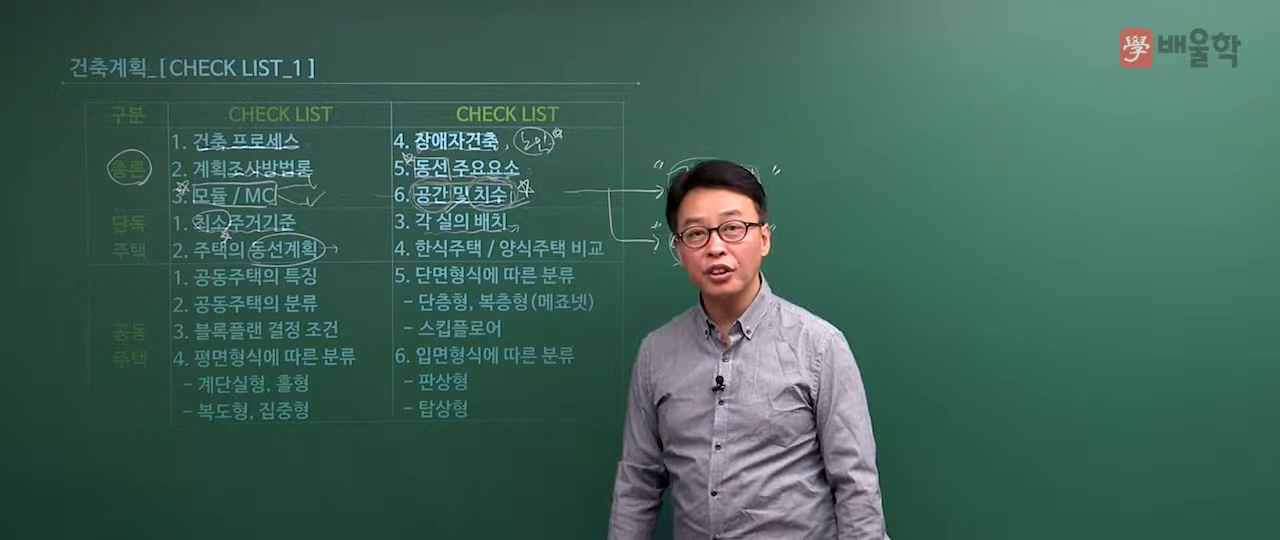 學 배울학
건축계획_[ CHECK LIST_1 ]
구분 CHECK LIST CHECK LIST
총론 1. 건축 프로세스 4. 장애자건축, 노인
2. 계획조사방법론 5. 동선 주요요소
3. 모듈 / MC 6. 공간 및 치수
단독 1. 최소주거기준 3. 각 실의 배치
주택 2. 주택의 동선계획 4. 한식주택 / 양식주택 비교
1. 공동주택의 특징 5. 단면형식에 따른 분류
2. 공동주택의 분류 - 단층형, 복층형(메죠넷)
공동 3. 블록플랜 결정 조건 - 스킵플로어
주택 4. 평면형식에 따른 분류 6. 입면형식에 따른 분류
- 계단실형, 홀형 - 판상형
- 복도형, 집중형 - 탑상형